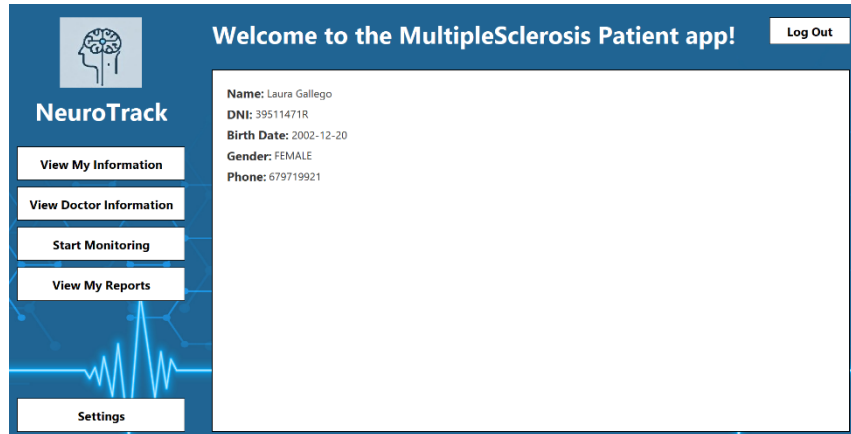 NeuroTrack
View My Information
View Doctor Information
Start Monitoring
View My Reports
Settings
Welcome to the MultipleSclerosis Patient app!
Log Out
Name: Laura Gallego
DNI: 39511471R
Birth Date: 2002-12-20
Gender: FEMALE
Phone: 679719921